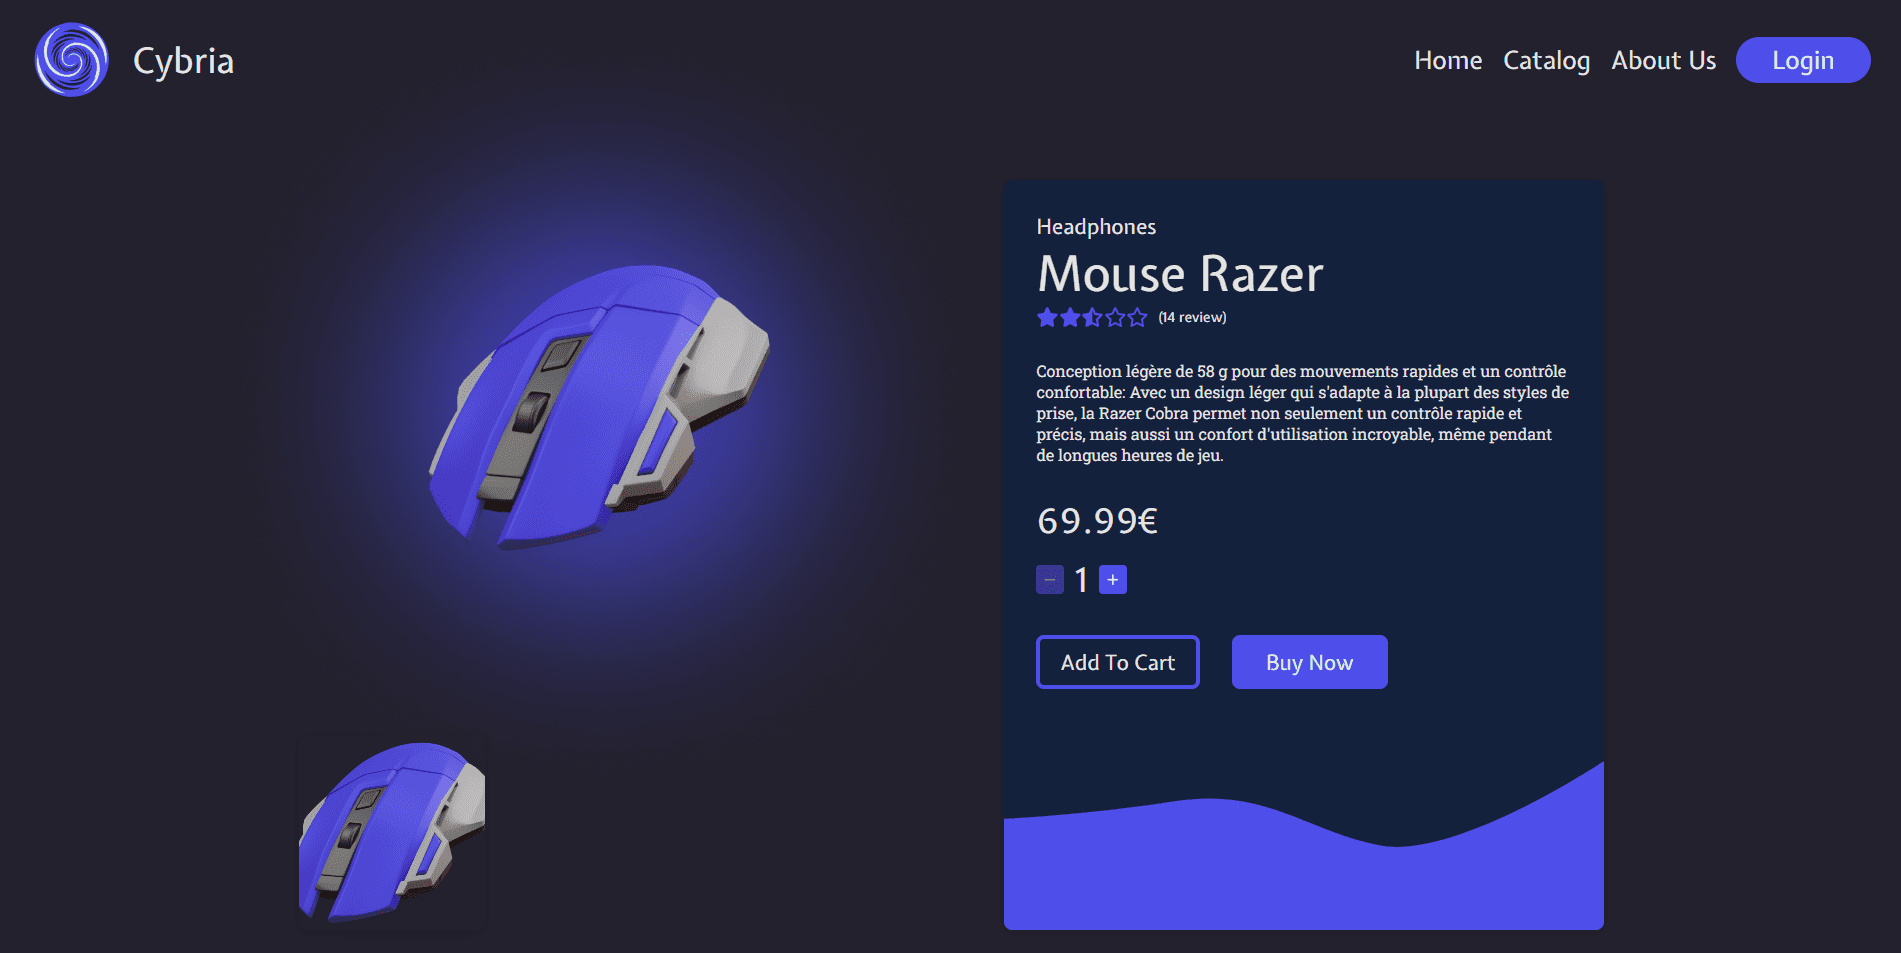 Cybria
Home Catalog About Us Login
Headphones
Mouse Razer
(14 review)
Conception légère de 58 g pour des mouvements rapides et un contrôle
confortable: Avec un design léger qui s'adapte à la plupart des styles de
prise, la Razer Cobra permet non seulement un contrôle rapide et
précis, mais aussi un confort d'utilisation incroyable, même pendant
de longues heures de jeu.
69.99€
− 1 +
Add To Cart Buy Now